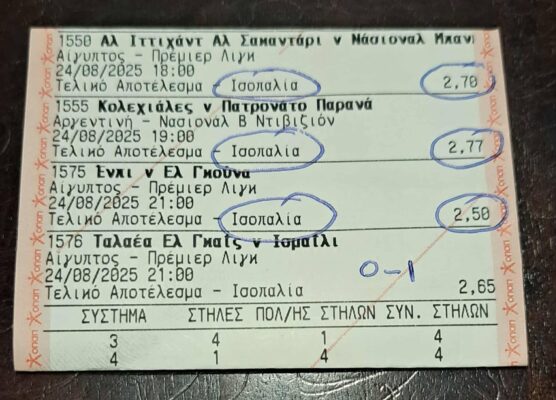 1550 Αλ Ιττιχάντ Αλ Σακαντάρι v Νάσιοναλ Μπανκ
Αίγυπτος - Πρέμιερ Λιγκ
24/08/2025 18:00
Τελικό Αποτέλεσμα - Ισοπαλία 2,70
1555 Κολεχιάλες v Πατρονάτο Παρανά
Αργεντινή - Νασιοναλ Β Ντιβιζιόν
24/08/2025 19:00
Τελικό Αποτέλεσμα - Ισοπαλία 2,77
1575 Ενπι v Ελ Γκούνα
Αίγυπτος - Πρέμιερ Λιγκ
24/08/2025 21:00
Τελικό Αποτέλεσμα - Ισοπαλία 2,50
1576 Ταλαέα Ελ Γκαΐς v Ισμαΐλι
Αίγυπτος - Πρέμιερ Λιγκ
24/08/2025 21:00 0-1
Τελικό Αποτέλεσμα - Ισοπαλία 2,65
ΣΥΣΤΗΜΑ ΣΤΗΛΕΣ ΠΟΛ/ΗΣ ΣΤΗΛΩΝ ΣΥΝ. ΣΤΗΛΩΝ
3 4 1 4
4 1 4 4